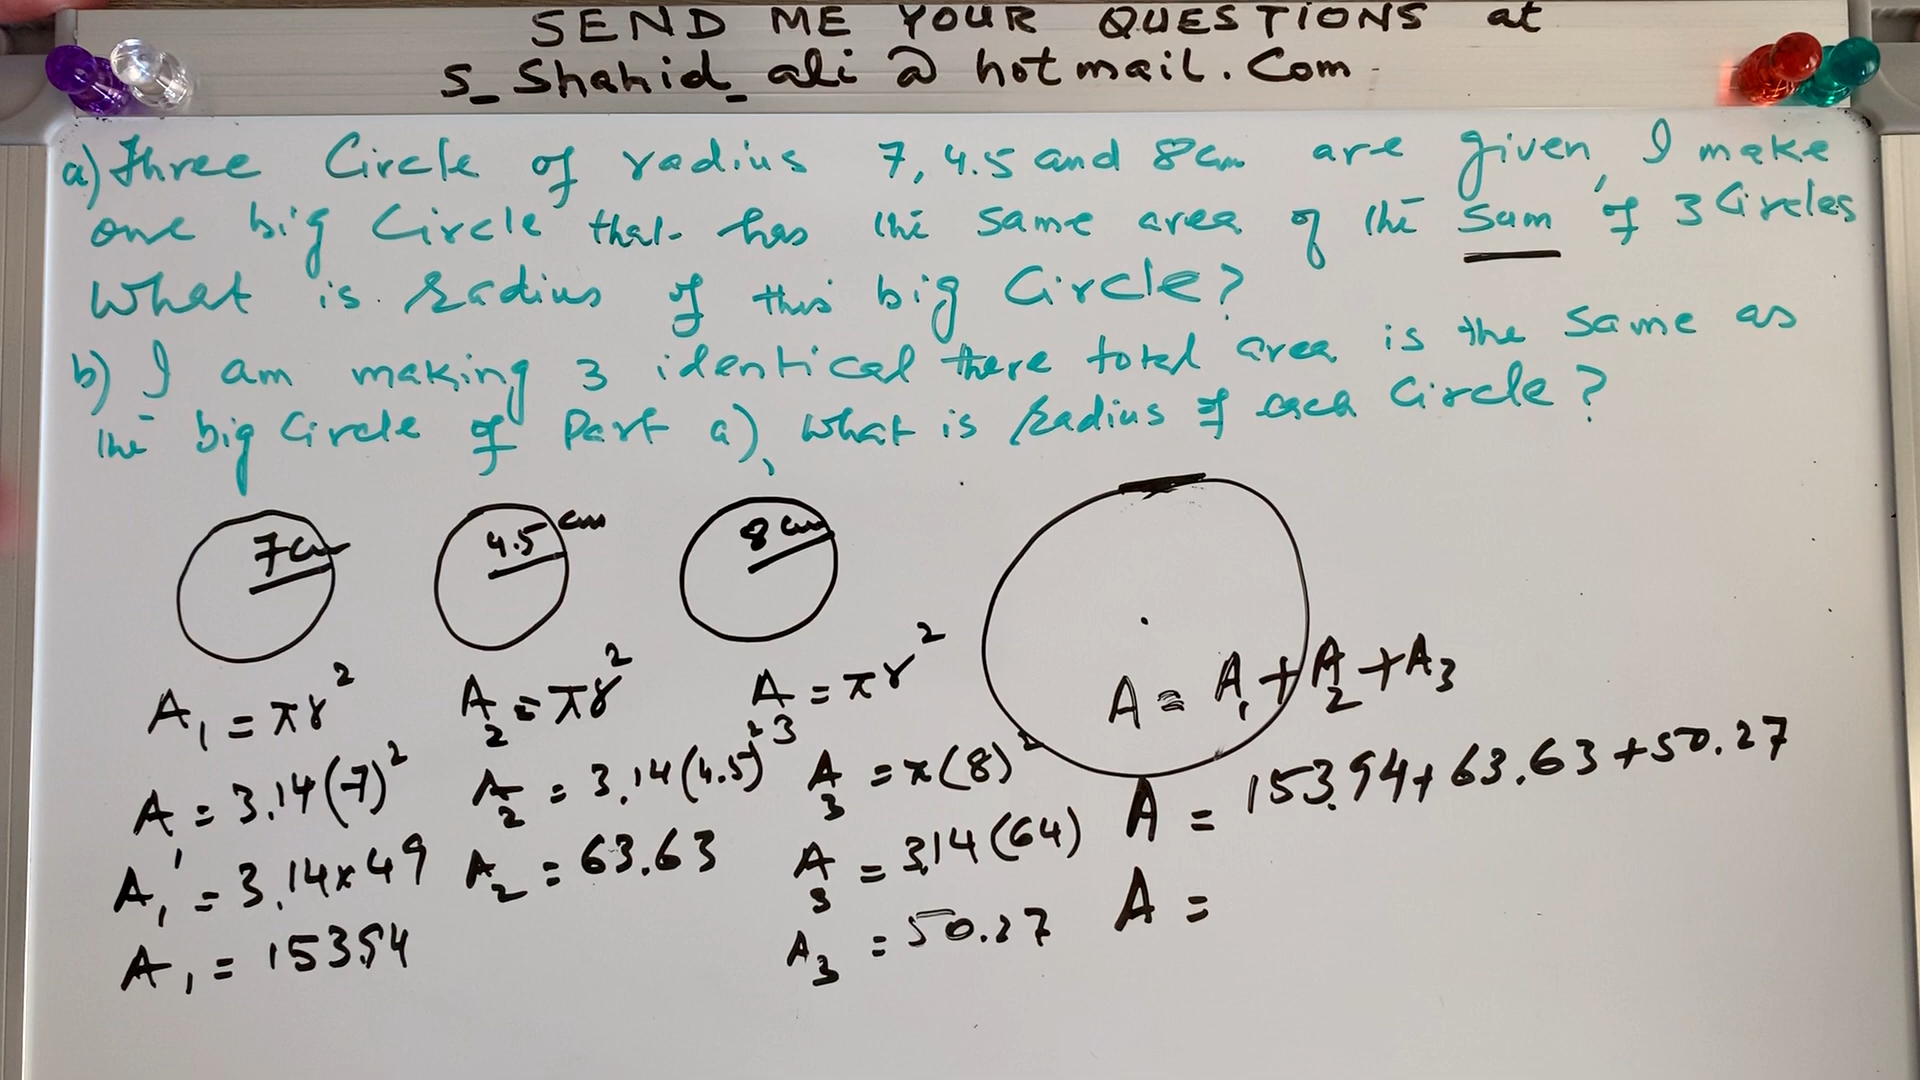 SEND ME YOUR QUESTIONS at
S_Shahid_ali@hotmail.Com
a) Three Circle of radius 7, 4.5 and 8cm are given, I make
one big Circle that has the same area of the sum of 3 Circles
What is radius of this big Circle?
b) I am making 3 identical there total area is the same as
the big Circle of Part a), what is radius of each Circle?
7cm
4.5 cm
8cm
A₁ = πr²
A₂ = πr²
A₃ = πr²
A = A₁ + A₂ + A₃
A₁ = 3.14(7)²
A₂ = 3.14(4.5)²
A₃ = π(8)²
A = 153.94 + 63.63 + 50.27
A₁ = 3.14x49
A₂ = 63.63
A₃ = 3.14(64)
A =
A₁ = 153.94
A₃ = 50.27